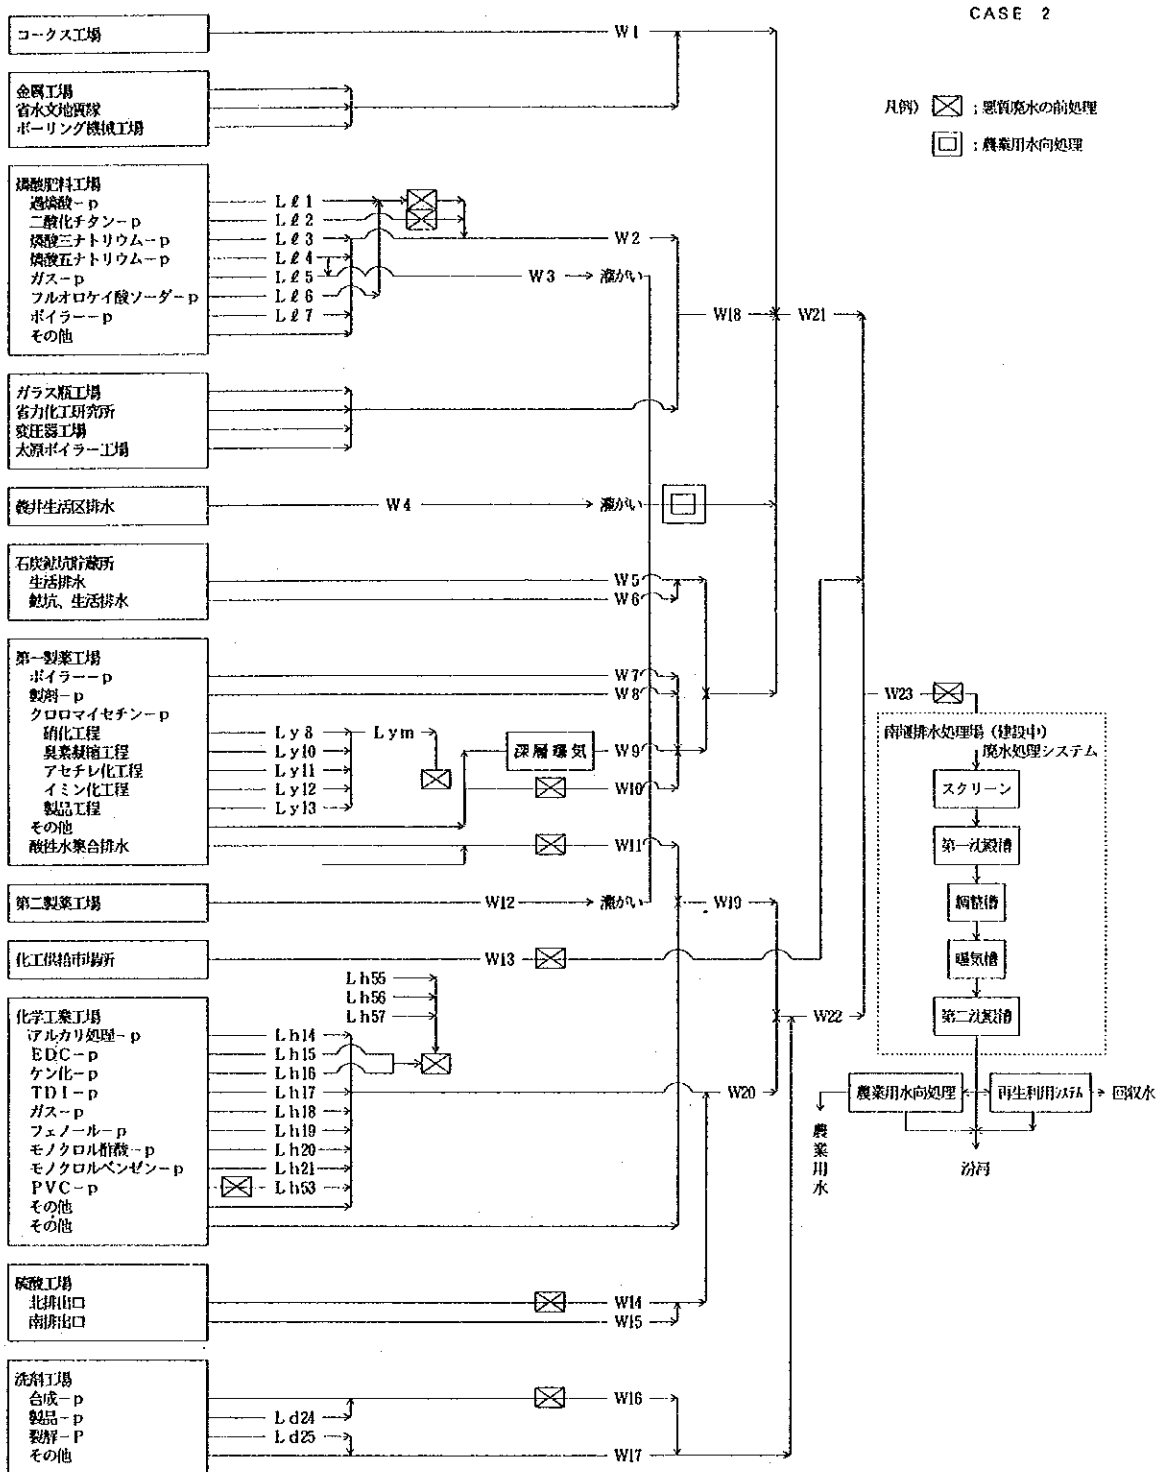 CASE 2
コークス工場
W1
金属工場
省水文地質隊
ボーリング機械工場
凡例) ; 悪質廃水の前処理
; 農業用水向処理
燐酸肥料工場
過燐酸-p
Lℓ1
二酸化チタン-p
Lℓ2
燐酸三ナトリウム-p
Lℓ3
W2
燐酸五ナトリウム-p
Lℓ4
ガス-p
Lℓ5
W3
灌がい
フルオロケイ酸ソーダ-p
Lℓ6
ボイラー-p
Lℓ7
その他
W18
W21
ガラス瓶工場
省力化工研究所
変圧器工場
太原ボイラー工場
義井生活区排水
W4
灌がい
石炭鉱坑貯蔵所
生活排水
W5
鉱坑、生活排水
W6
第一製薬工場
ボイラー-p
W7
製剤-p
W8
クロロマイセチン-p
硝化工程
Ly8
Lym
臭素凝縮工程
Ly10
深層曝気
W9
アセチレ化工程
Ly11
イミン化工程
Ly12
W10
製品工程
Ly13
その他
酸性水集合排水
W11
第二製薬工場
W12
灌がい
W19
化工供給市場所
W13
Lh55
Lh56
Lh57
化学工業工場
アルカリ処理-p
Lh14
EDC-p
Lh15
ケン化-p
Lh16
TDI-p
Lh17
W20
ガス-p
Lh18
フェノール-p
Lh19
モノクロル酢酸-p
Lh20
モノクロルベンゼン-p
Lh21
PVC-p
Lh53
その他
その他
W22
硫酸工場
北排出口
W14
南排出口
W15
洗剤工場
合成-p
W16
製品-p
Ld24
製酵-P
Ld25
その他
W17
W23
南堰排水処理場 (建設中)
廃水処理システム
スクリーン
第一沈殿槽
調整槽
曝気槽
第二沈殿槽
農業用水向処理
再生利用システム
回収水
農業用水
汾河